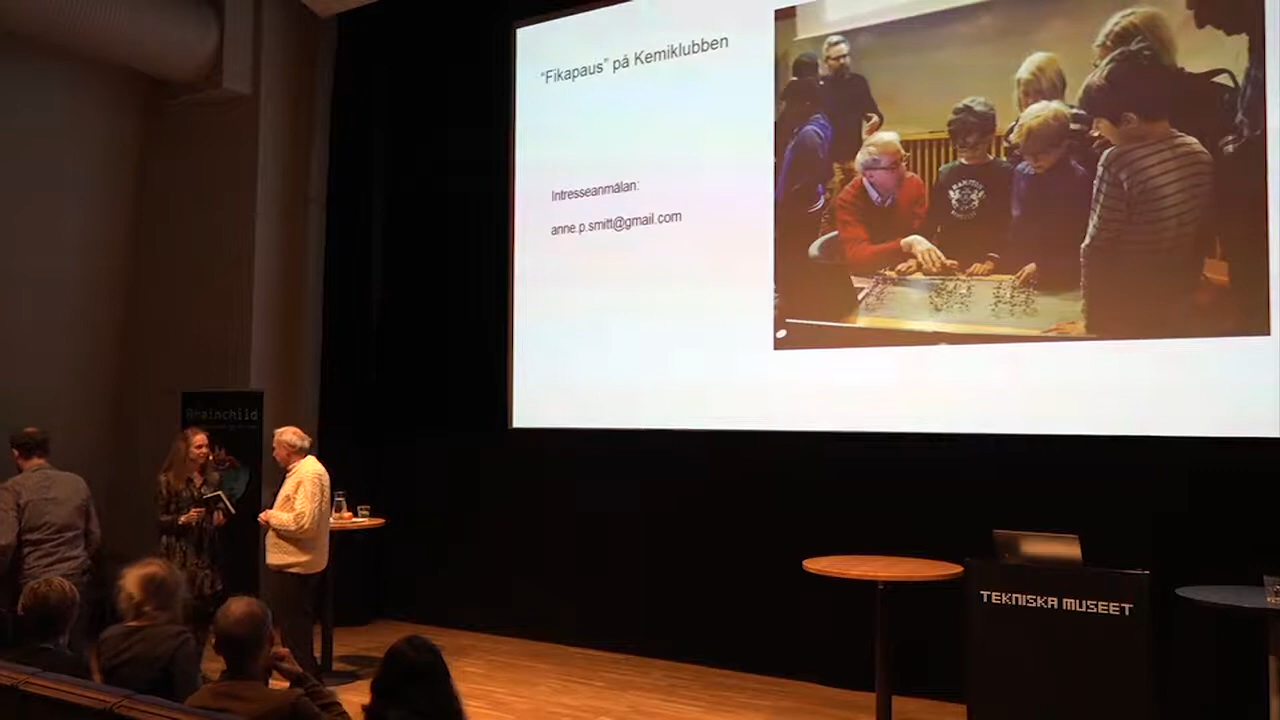 “Fikapaus” på Kemiklubben
Intresseanmälan:
anne.p.smitt@gmail.com
Brainchild
TEKNISKA MUSEET